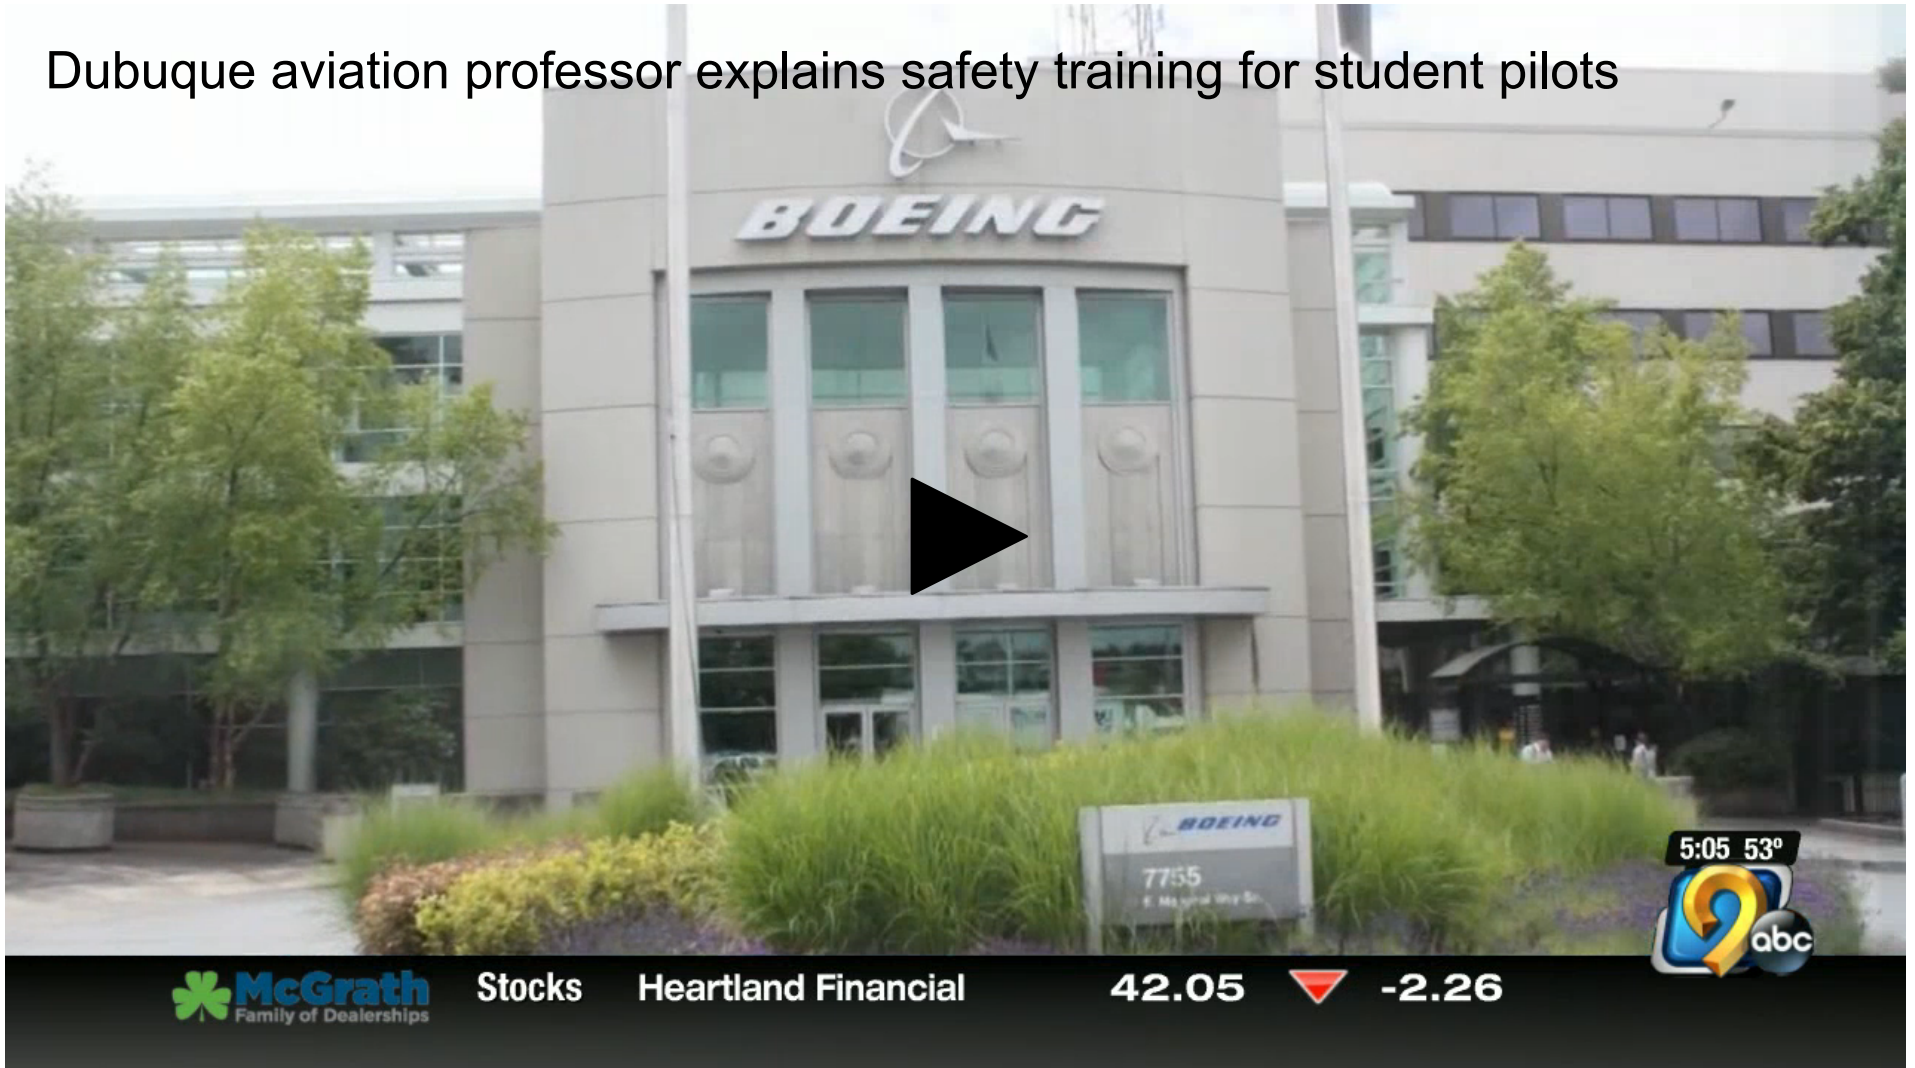 Dubuque aviation professor explains safety training for student pilots
BOEING
BOEING
7755
5:05 53º
9
abc
McGrath
Family of Dealerships
Stocks Heartland Financial 42.05 -2.26